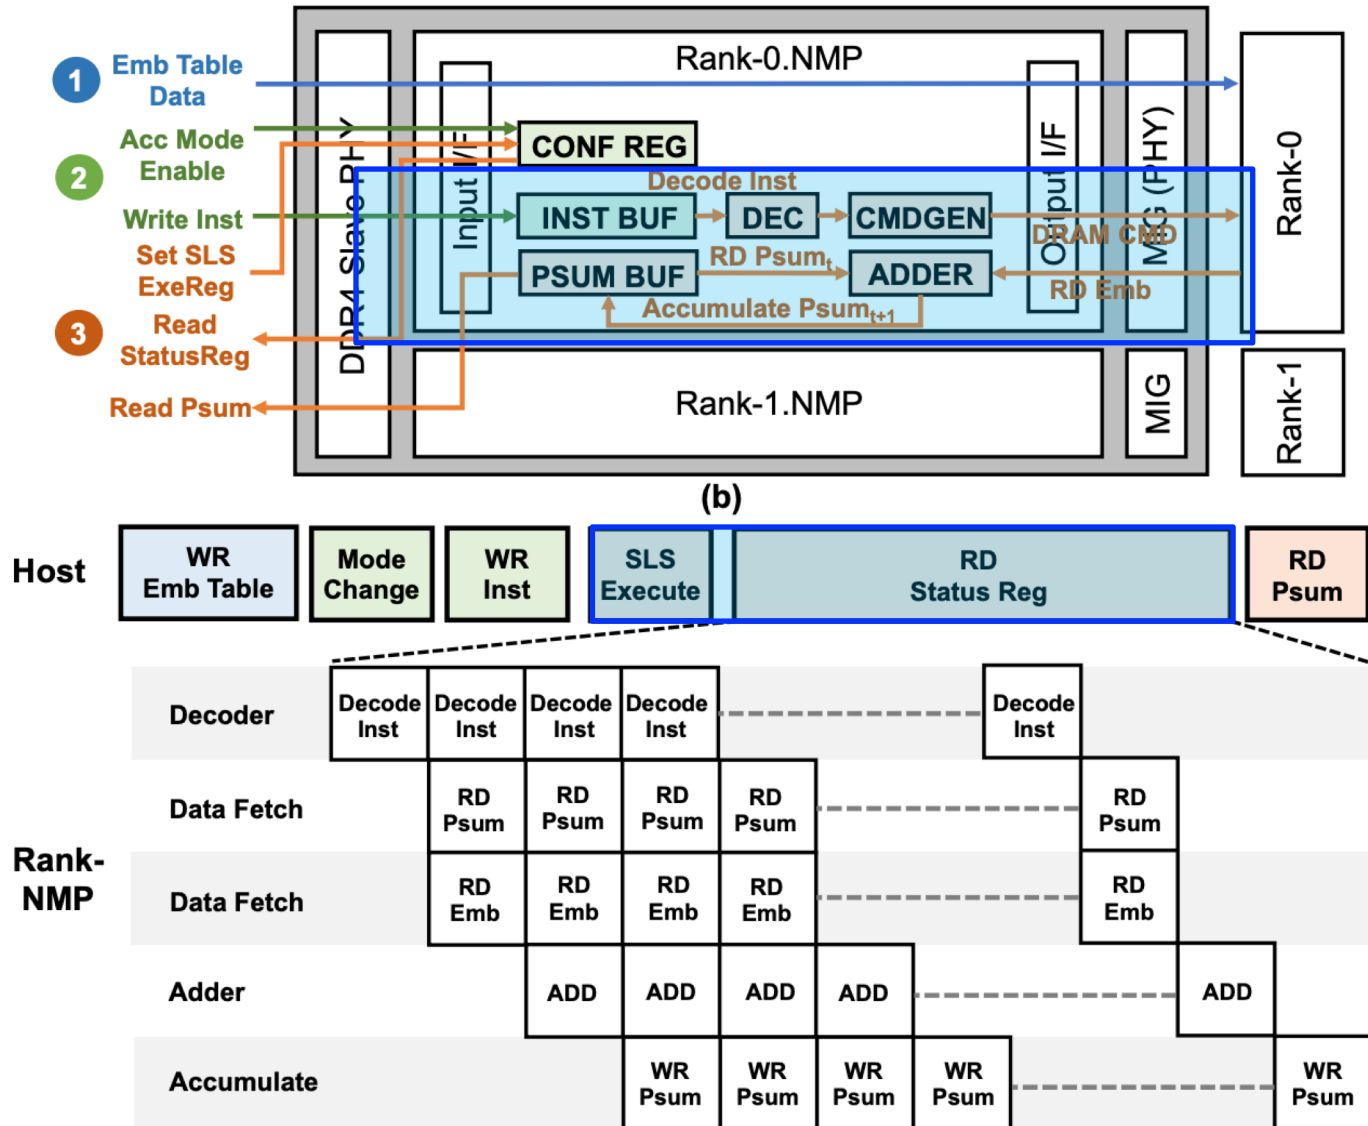 1
Emb Table
Data
Acc Mode
Enable
2
Write Inst
Set SLS
ExeReg
3
Read
StatusReg
Read Psum
DDR4 Slave PHY
Input I/F
Rank-0.NMP
CONF REG
Decode Inst
INST BUF
DEC
CMDGEN
DRAM CMD
RD Psumt
PSUM BUF
ADDER
RD Emb
Accumulate Psumt+1
Output I/F
MIG (PHY)
Rank-0
Rank-1.NMP
MIG
Rank-1
(b)
Host
WR
Emb Table
Mode
Change
WR
Inst
SLS
Execute
RD
Status Reg
RD
Psum
Rank-
NMP
Decoder
Decode
Inst
Decode
Inst
Decode
Inst
Decode
Inst
Decode
Inst
Data Fetch
RD
Psum
RD
Psum
RD
Psum
RD
Psum
RD
Psum
Data Fetch
RD
Emb
RD
Emb
RD
Emb
RD
Emb
RD
Emb
Adder
ADD
ADD
ADD
ADD
ADD
Accumulate
WR
Psum
WR
Psum
WR
Psum
WR
Psum
WR
Psum